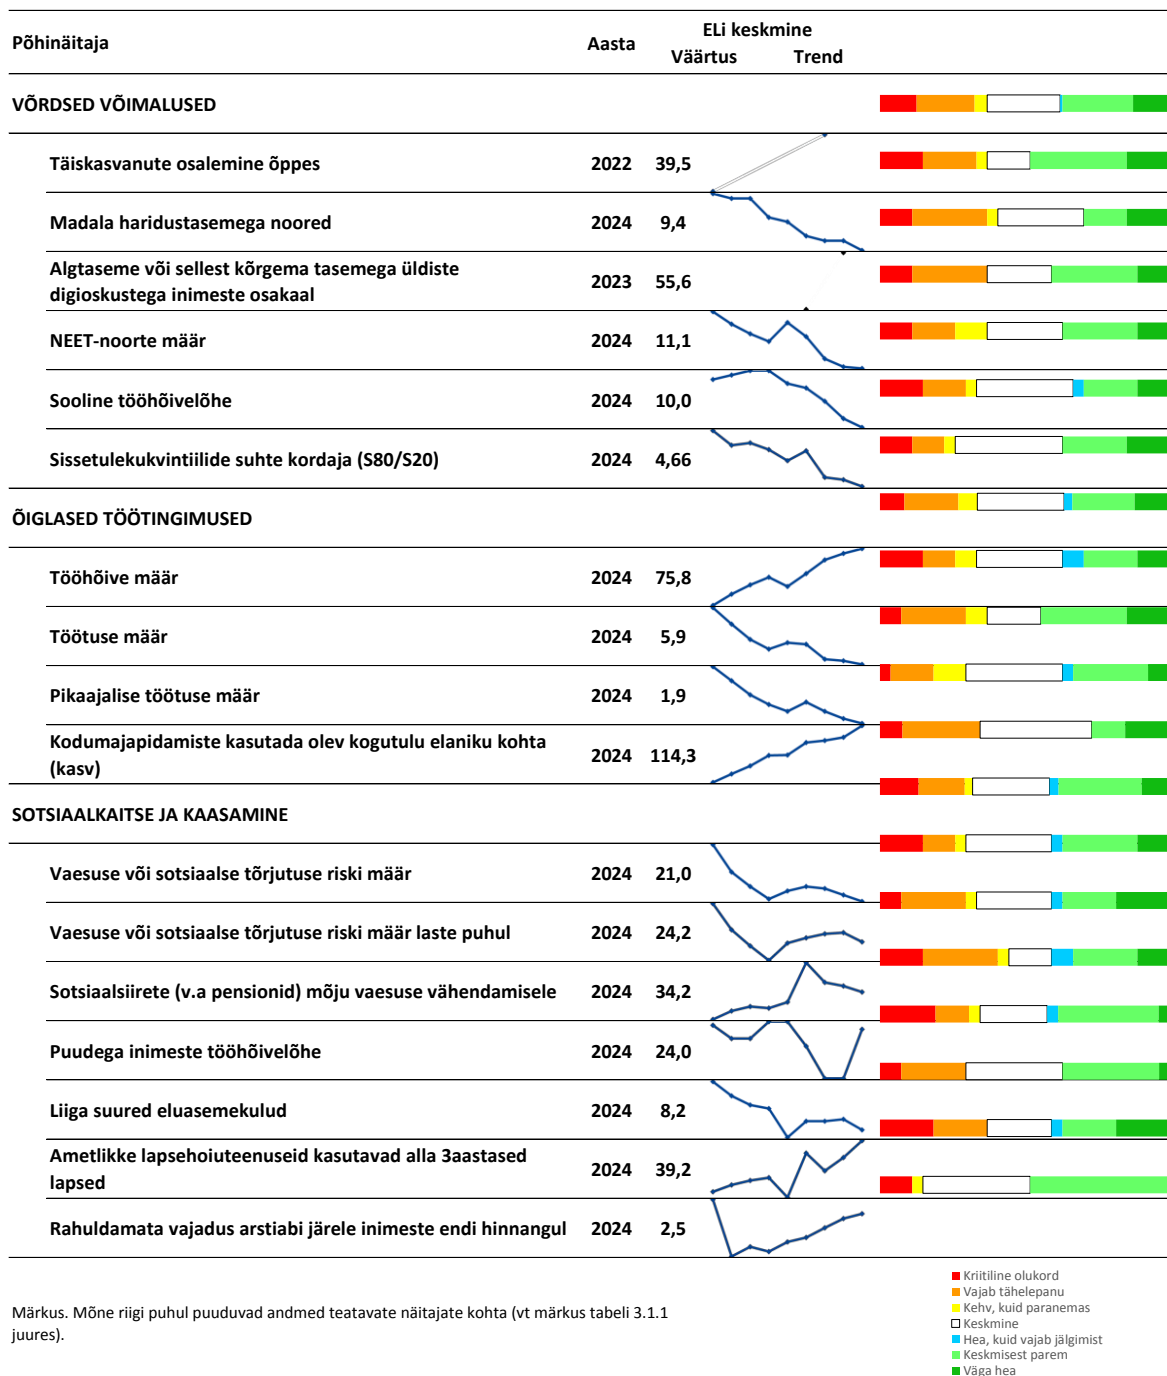 Põhinäitaja Aasta ELi keskmine
Väärtus Trend
VÕRDSED VÕIMALUSED
Täiskasvanute osalemine õppes 2022 39,5
Madala haridustasemega noored 2024 9,4
Algtaseme või sellest kõrgema tasemega üldiste
digioskustega inimeste osakaal 2023 55,6
NEET-noorte määr 2024 11,1
Sooline tööhõivelõhe 2024 10,0
Sissetulekukvintiilide suhte kordaja (S80/S20) 2024 4,66
ÕIGLASED TÖÖTINGIMUSED
Tööhõive määr 2024 75,8
Töötuse määr 2024 5,9
Pikaajalise töötuse määr 2024 1,9
Kodumajapidamiste kasutada olev kogutulu elaniku kohta
(kasv) 2024 114,3
SOTSIAALKAITSE JA KAASAMINE
Vaesuse või sotsiaalse tõrjutuse riski määr 2024 21,0
Vaesuse või sotsiaalse tõrjutuse riski määr laste puhul 2024 24,2
Sotsiaalsiirete (v.a pensionid) mõju vaesuse vähendamisele 2024 34,2
Puudega inimeste tööhõivelõhe 2024 24,0
Liiga suured eluasemekulud 2024 8,2
Ametlikke lapsehoiuteenuseid kasutavad alla 3aastased
lapsed 2024 39,2
Rahuldamata vajadus arstiabi järele inimeste endi hinnangul 2024 2,5
Märkus. Mõne riigi puhul puuduvad andmed teatavate näitajate kohta (vt märkus tabeli 3.1.1
juures).
Kriitiline olukord
Vajab tähelepanu
Kehv, kuid paranemas
Keskmine
Hea, kuid vajab jälgimist
Keskmisest parem
Väga hea